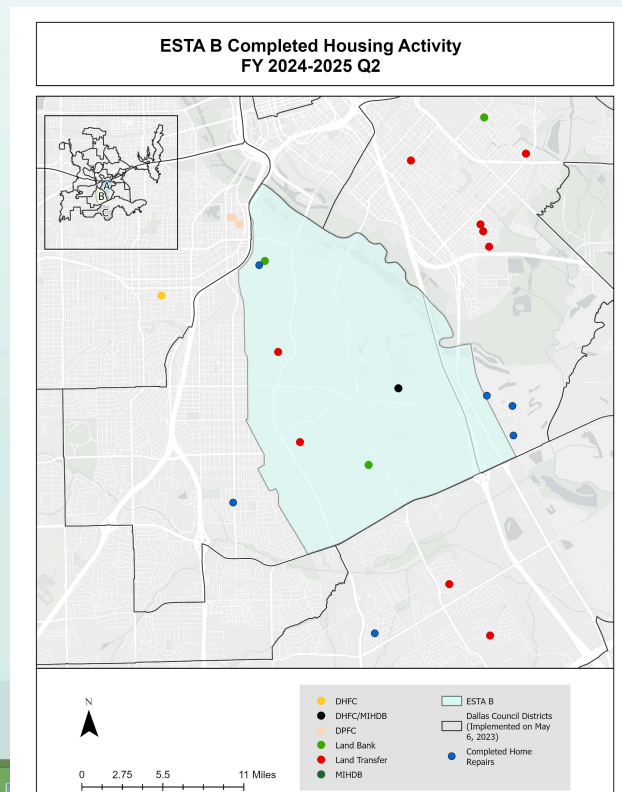 ESTA B Completed Housing Activity
FY 2024-2025 Q2
A
B
C
N
0 2.75 5.5 11 Miles
DHFC
DHFC/MIHDB
DPFC
Land Bank
Land Transfer
MIHDB
ESTA B
Dallas Council Districts
(Implemented on May
6, 2023)
Completed Home
Repairs